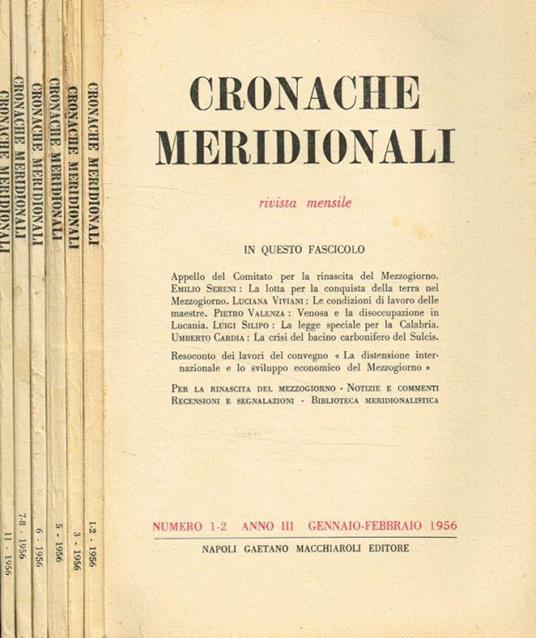 CRONACHE MERIDIONALI
11 - 1956
CRONACHE MERIDIONALI
7-8 - 1956
CRONACHE MERIDIONALI
6 - 1956
CRONACHE MERIDIONALI
5 - 1956
CRONACHE MERIDIONALI
3 - 1956
CRONACHE MERIDIONALI
1-2 - 1956
CRONACHE
MERIDIONALI
rivista mensile
IN QUESTO FASCICOLO
Appello del Comitato per la rinascita del Mezzogiorno.
EMILIO SERENI : La lotta per la conquista della terra nel
Mezzogiorno. LUCIANA VIVIANI : Le condizioni di lavoro delle
maestre. PIETRO VALENZA : Venosa e la disoccupazione in
Lucania. LUIGI SILIPO : La legge speciale per la Calabria.
UMBERTO CARDIA : La crisi del bacino carbonifero del Sulcis.
Resoconto dei lavori del convegno « La distensione inter-
nazionale e lo sviluppo economico del Mezzogiorno »
PER LA RINASCITA DEL MEZZOGIORNO - NOTIZIE E COMMENTI
RECENSIONI E SEGNALAZIONI - BIBLIOTECA MERIDIONALISTICA
NUMERO 1-2 ANNO III GENNAIO-FEBBRAIO 1956
NAPOLI GAETANO MACCHIAROLI EDITORE